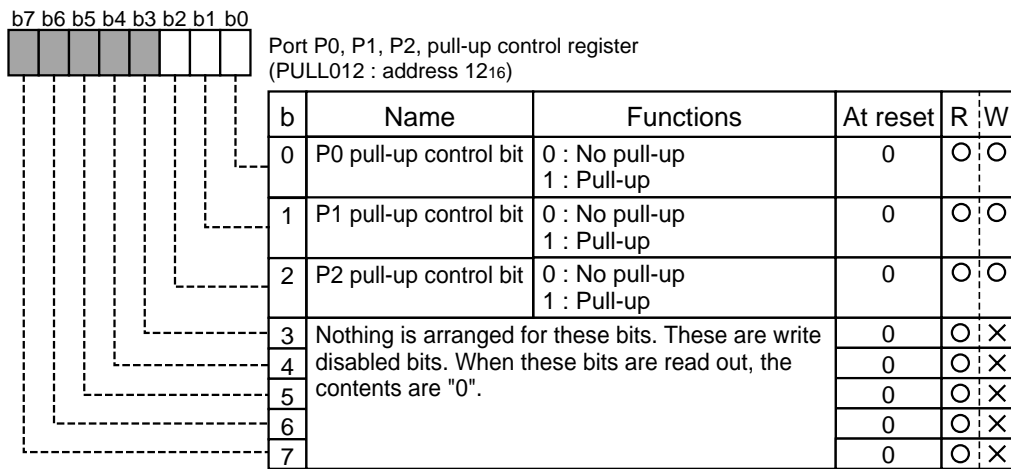 b7 b6 b5 b4 b3 b2 b1 b0
Port P0, P1, P2, pull-up control register
(PULL012 : address 1216)
b Name Functions At reset R W
0 P0 pull-up control bit 0 : No pull-up 0 O O
1 : Pull-up
1 P1 pull-up control bit 0 : No pull-up 0 O O
1 : Pull-up
2 P2 pull-up control bit 0 : No pull-up 0 O O
1 : Pull-up
3 Nothing is arranged for these bits. These are write 0 O ×
4 disabled bits. When these bits are read out, the 0 O ×
5 contents are "0". 0 O ×
6 0 O ×
7 0 O ×